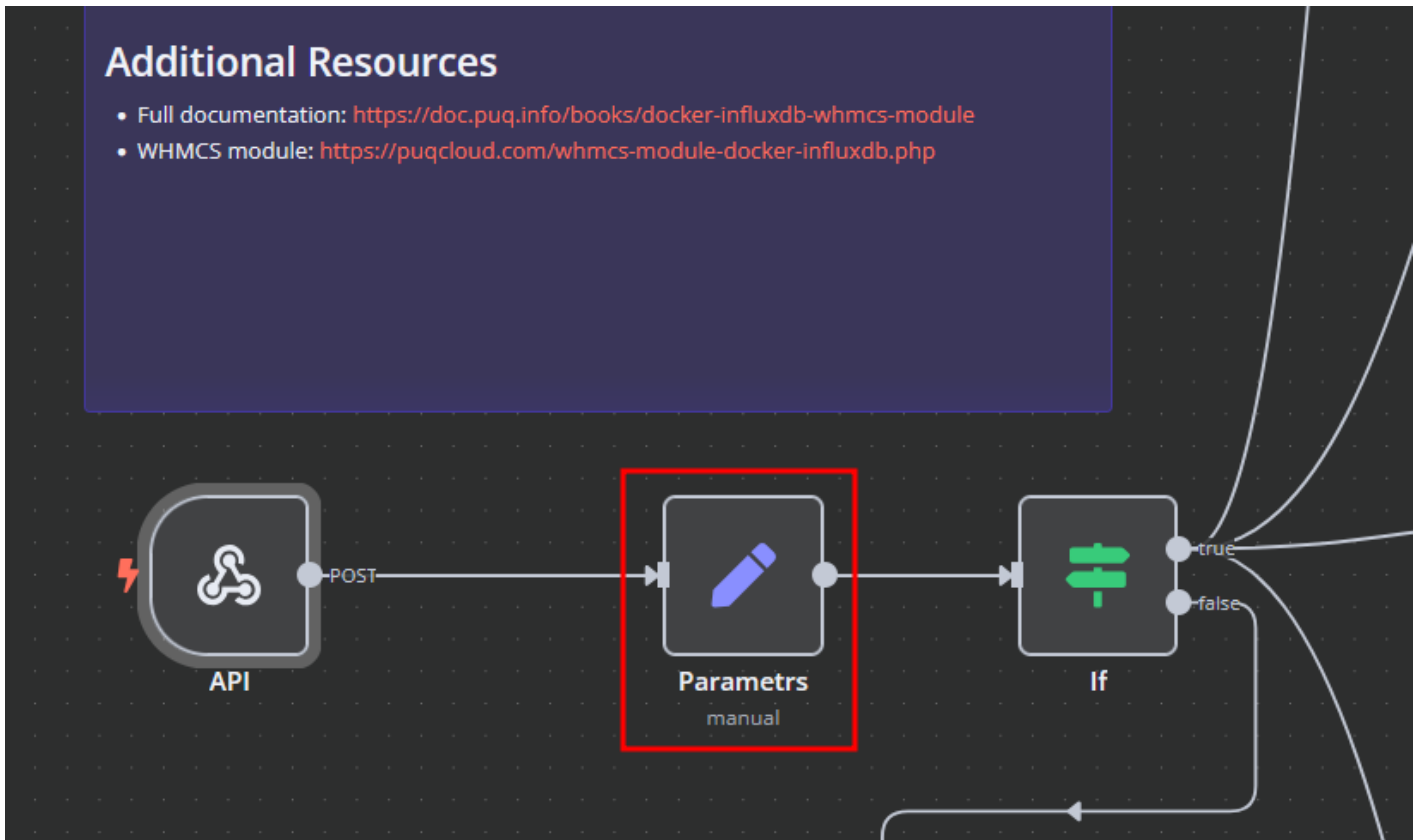 Additional Resources
• Full documentation: https://doc.puq.info/books/docker-influxdb-whmcs-module
• WHMCS module: https://puqcloud.com/whmcs-module-docker-influxdb.php
POST
true
false
API
Parametrs
If
manual